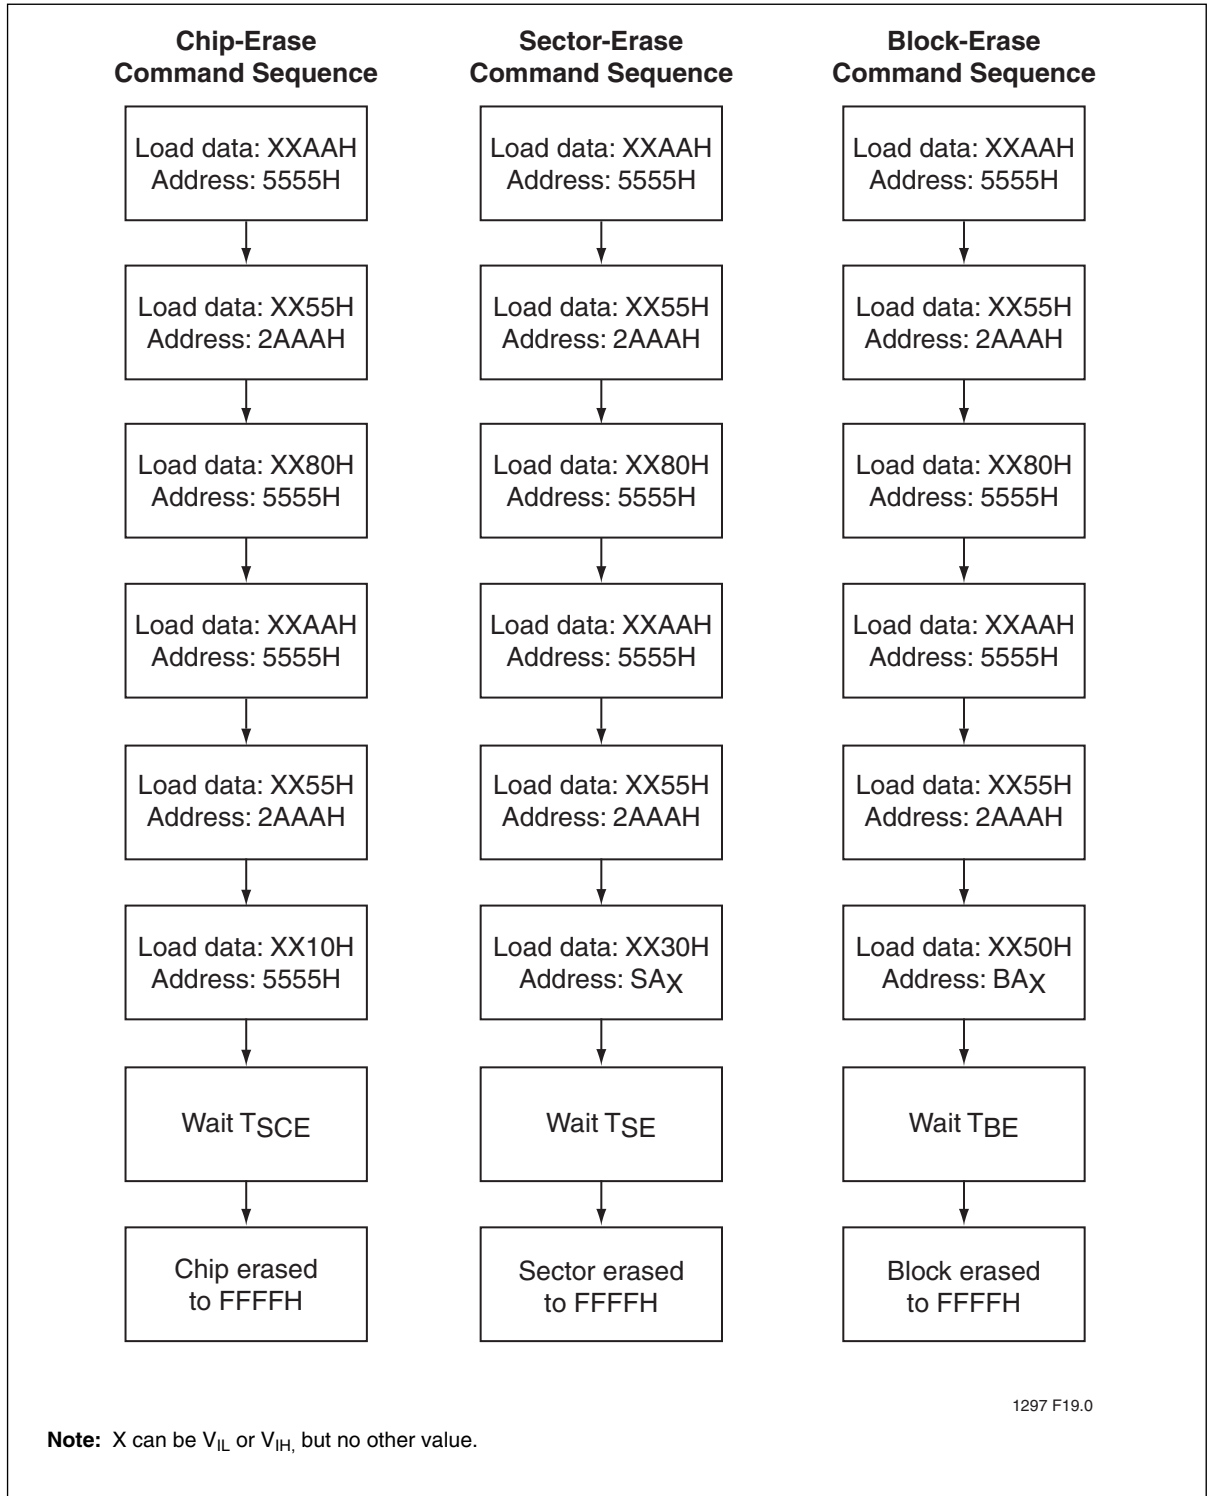 Chip-Erase
Command Sequence
Load data: XXAAH
Address: 5555H
Load data: XX55H
Address: 2AAAH
Load data: XX80H
Address: 5555H
Load data: XXAAH
Address: 5555H
Load data: XX55H
Address: 2AAAH
Load data: XX10H
Address: 5555H
Wait TSCE
Chip erased
to FFFFH
Sector-Erase
Command Sequence
Load data: XXAAH
Address: 5555H
Load data: XX55H
Address: 2AAAH
Load data: XX80H
Address: 5555H
Load data: XXAAH
Address: 5555H
Load data: XX55H
Address: 2AAAH
Load data: XX30H
Address: SAX
Wait TSE
Sector erased
to FFFFH
Block-Erase
Command Sequence
Load data: XXAAH
Address: 5555H
Load data: XX55H
Address: 2AAAH
Load data: XX80H
Address: 5555H
Load data: XXAAH
Address: 5555H
Load data: XX55H
Address: 2AAAH
Load data: XX50H
Address: BAX
Wait TBE
Block erased
to FFFFH
1297 F19.0
Note: X can be VIL or VIH, but no other value.